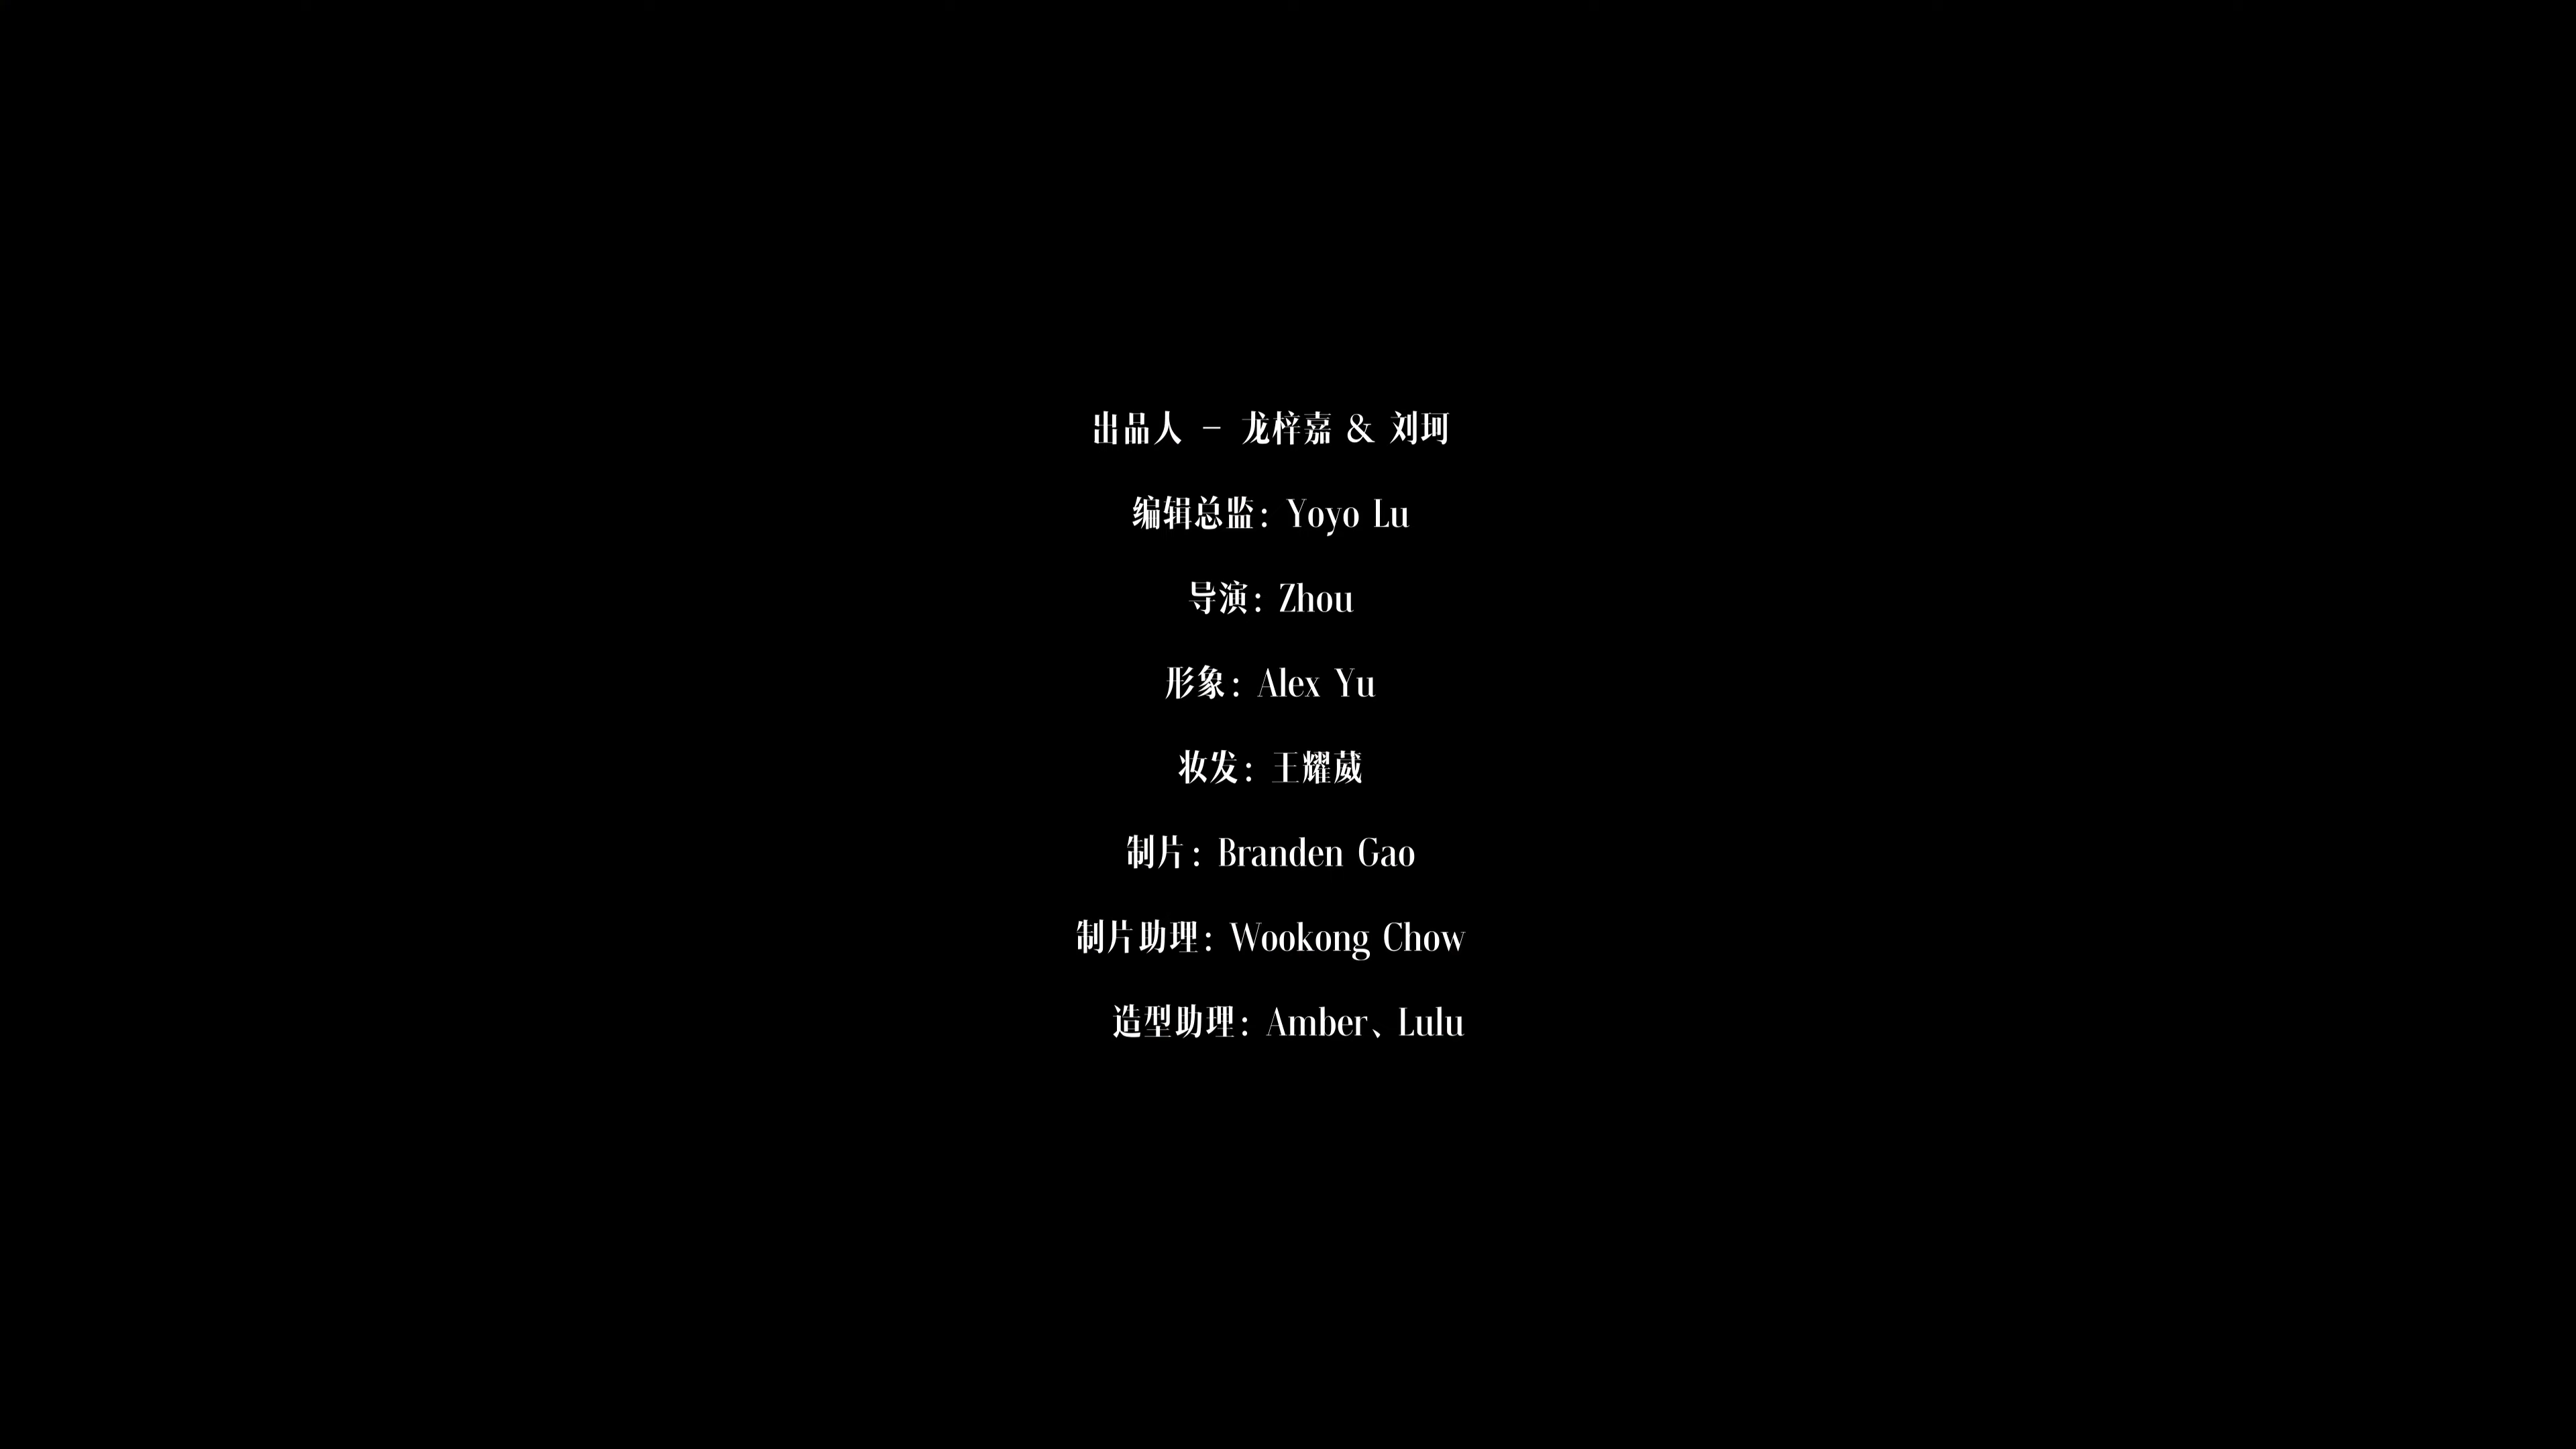 出品人 - 龙梓嘉 & 刘珂
编辑总监: Yoyo Lu
导演: Zhou
形象: Alex Yu
妆发: 王耀葳
制片: Branden Gao
制片助理: Wookong Chow
造型助理: Amber、Lulu